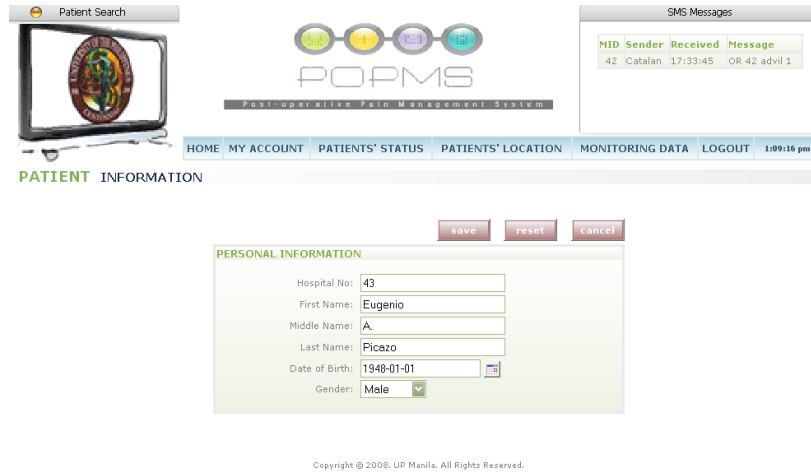 Patient Search
SMS Messages
POPMS
Post-operative Pain Management System
MID Sender Received Message
42 Catalan 17:33:45 OR 42 advil 1
HOME MY ACCOUNT PATIENTS' STATUS PATIENTS' LOCATION MONITORING DATA LOGOUT 1:09:16 pm
PATIENT INFORMATION
save reset cancel
PERSONAL INFORMATION
Hospital No: 43
First Name: Eugenio
Middle Name: A.
Last Name: Picazo
Date of Birth: 1948-01-01
Gender: Male
Copyright @ 2008. UP Manila. All Rights Reserved.